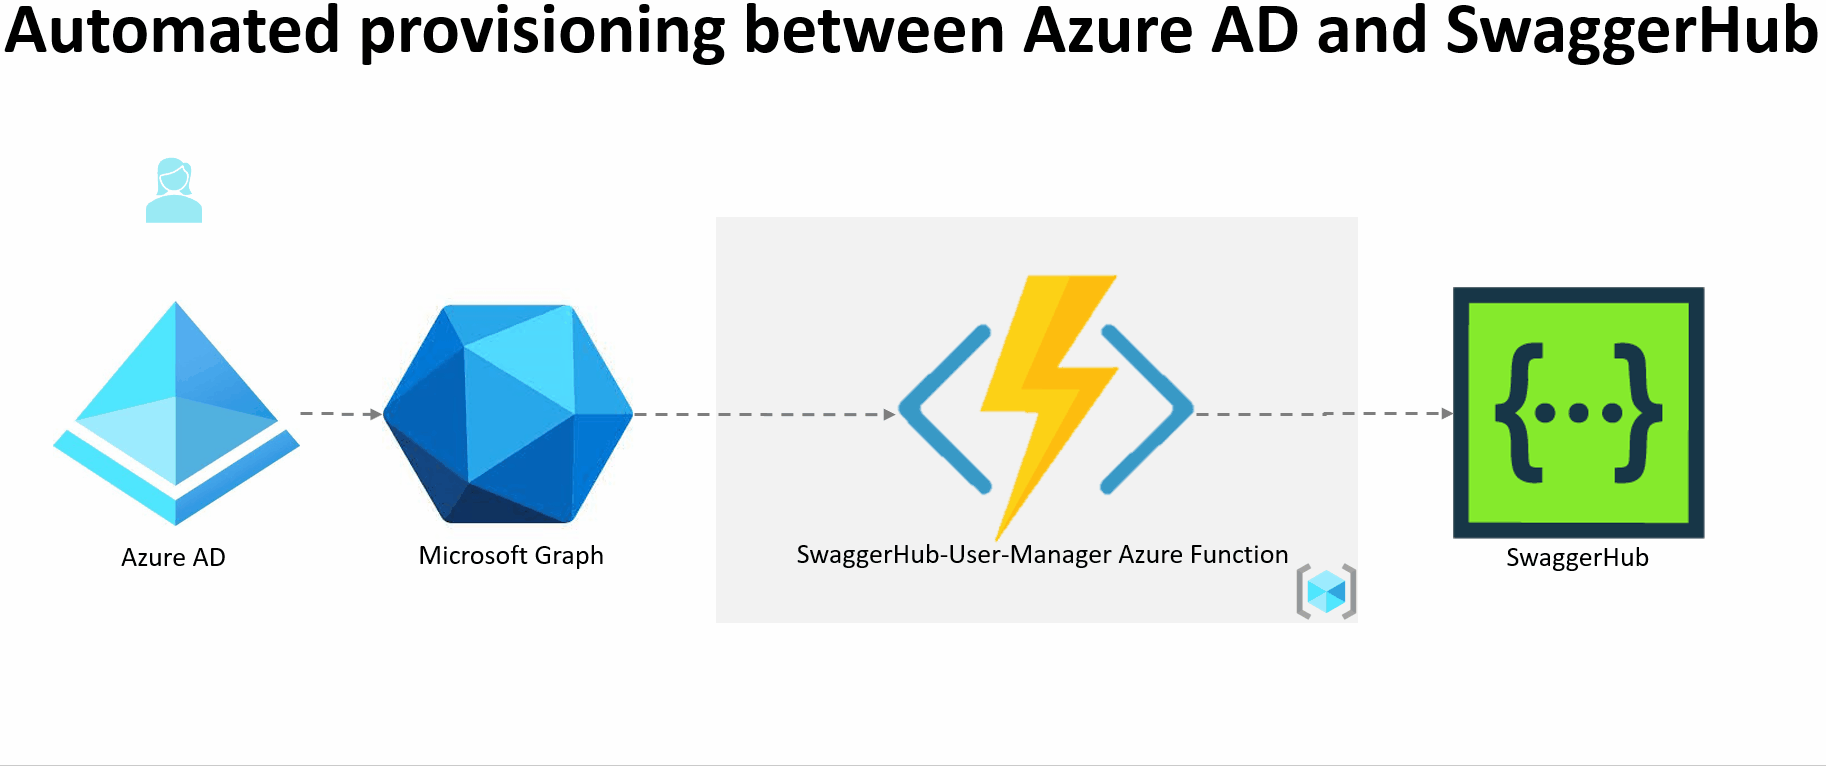 Automated provisioning between Azure AD and SwaggerHub
Azure AD
Microsoft Graph
SwaggerHub-User-Manager Azure Function
SwaggerHub